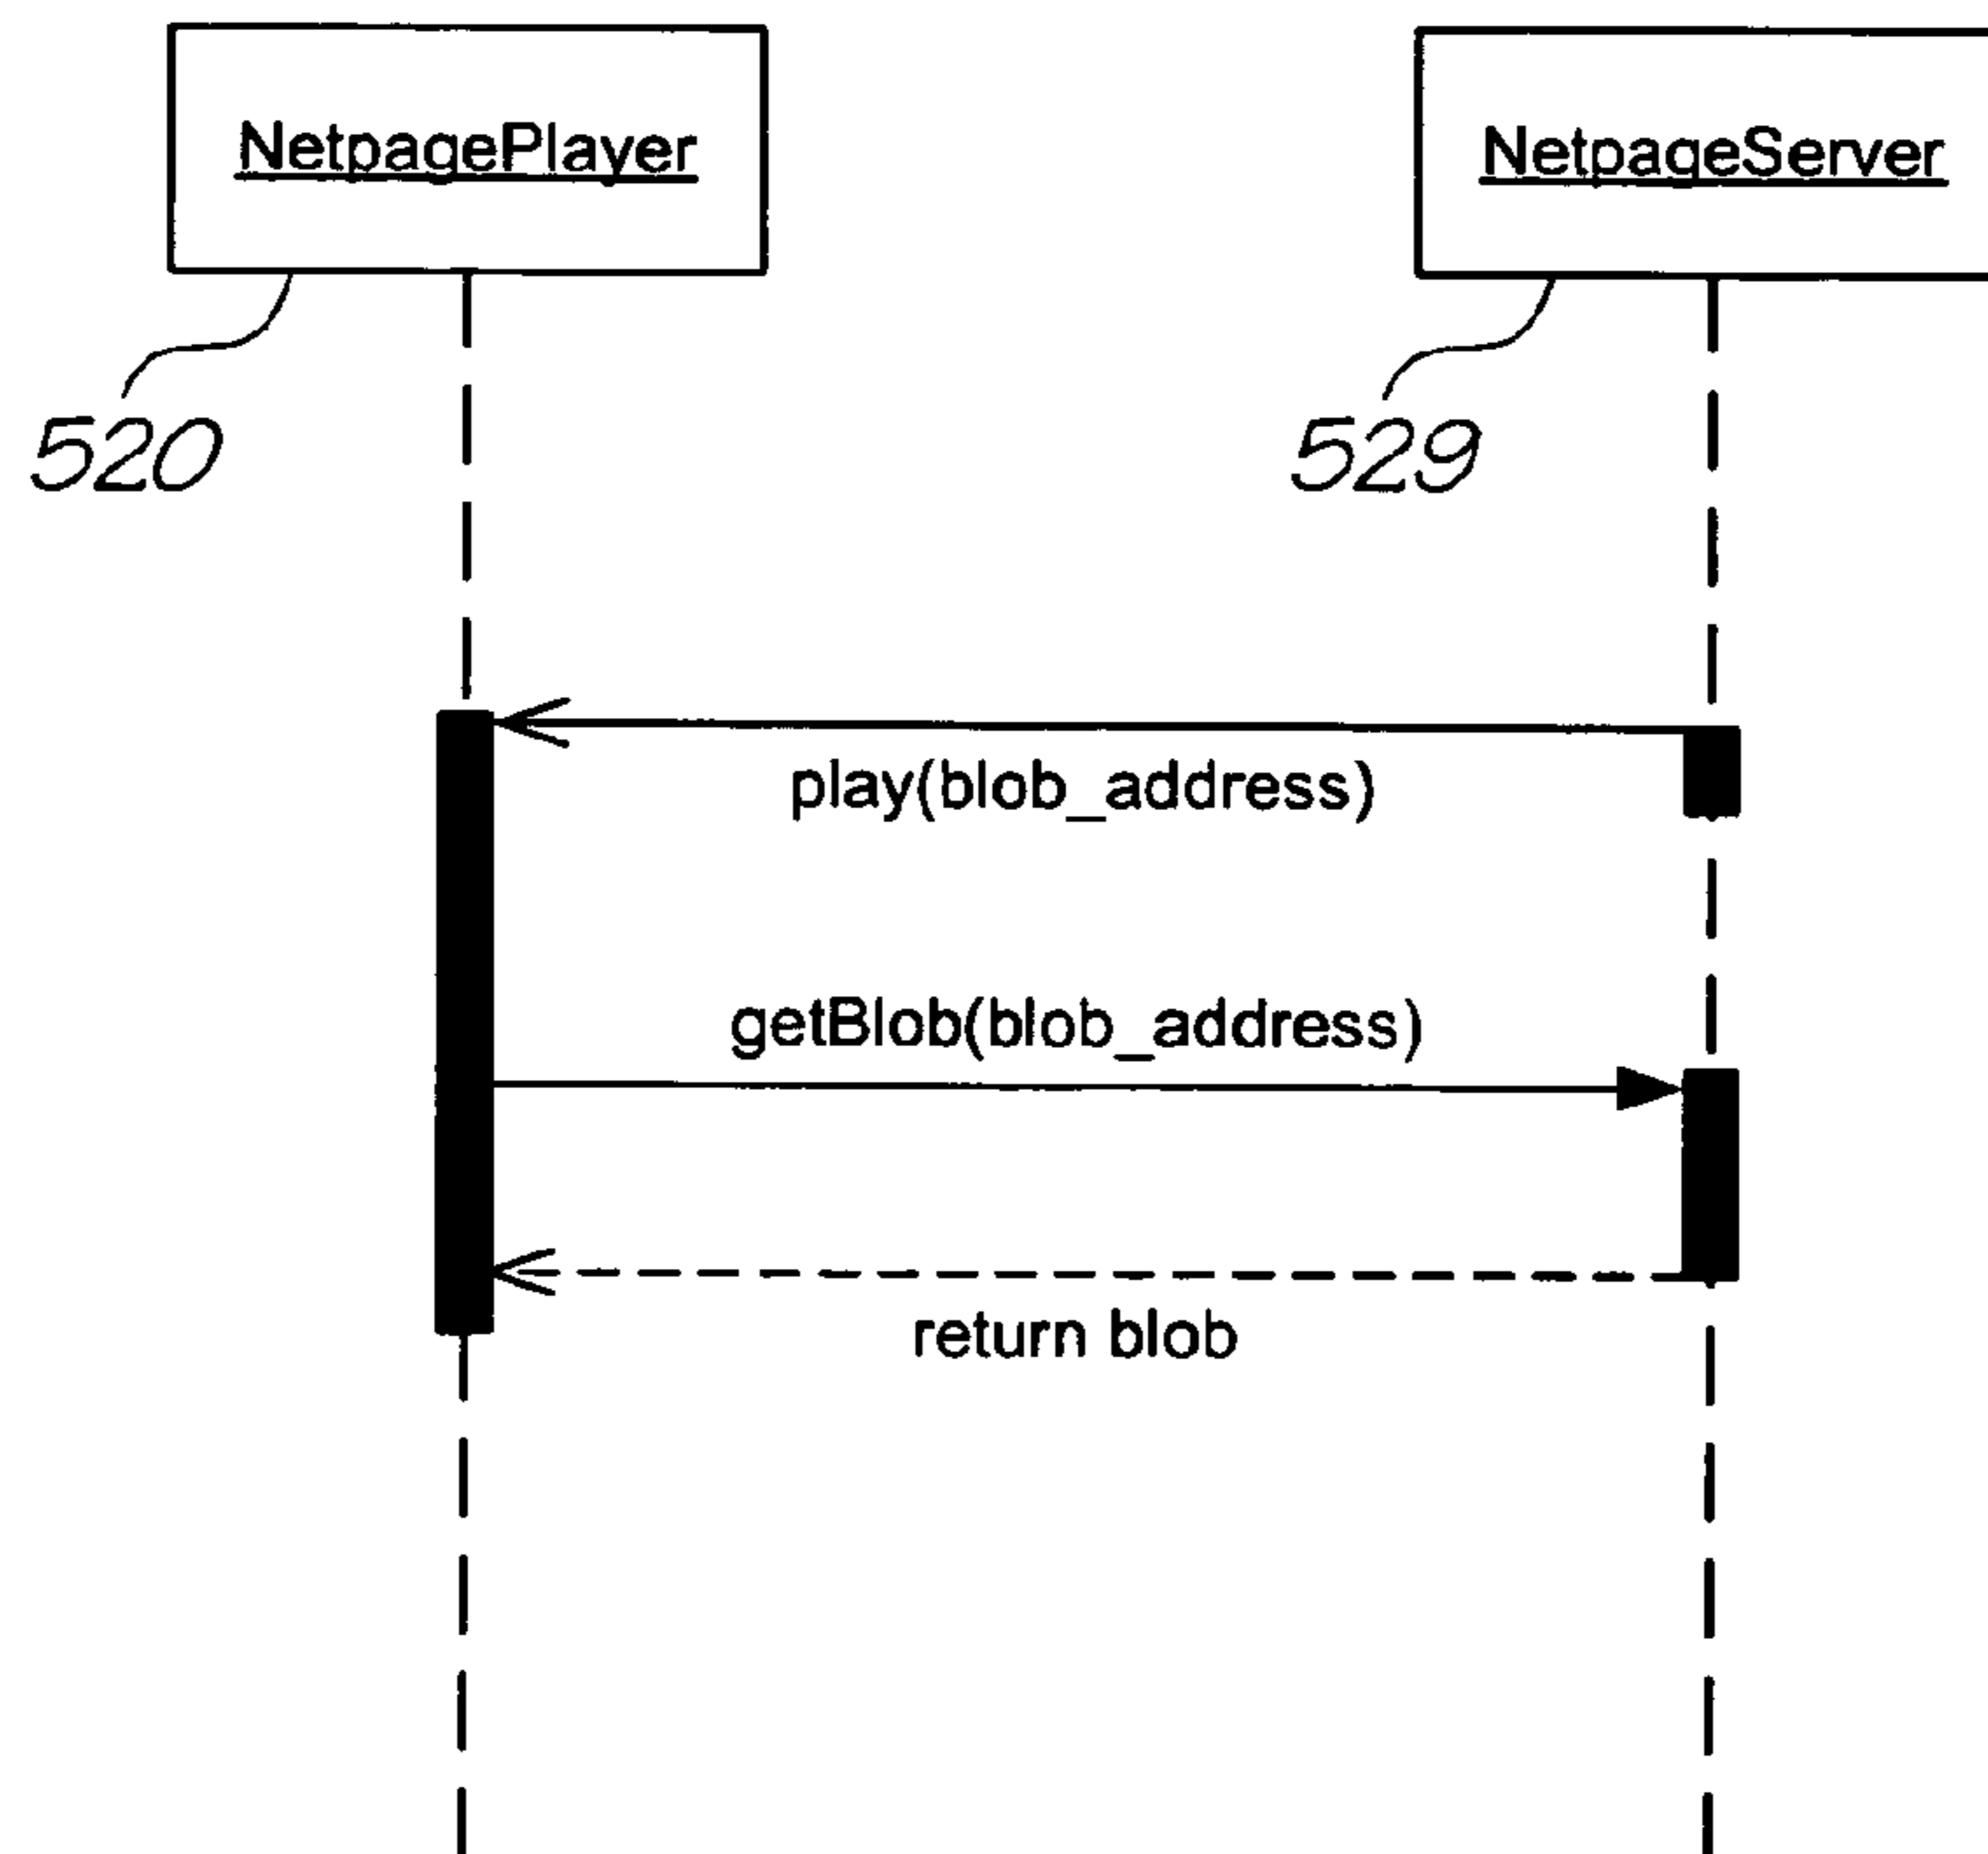 NetpagePlayer
NetpageServer
520
529
play(blob_address)
getBlob(blob_address)
return blob